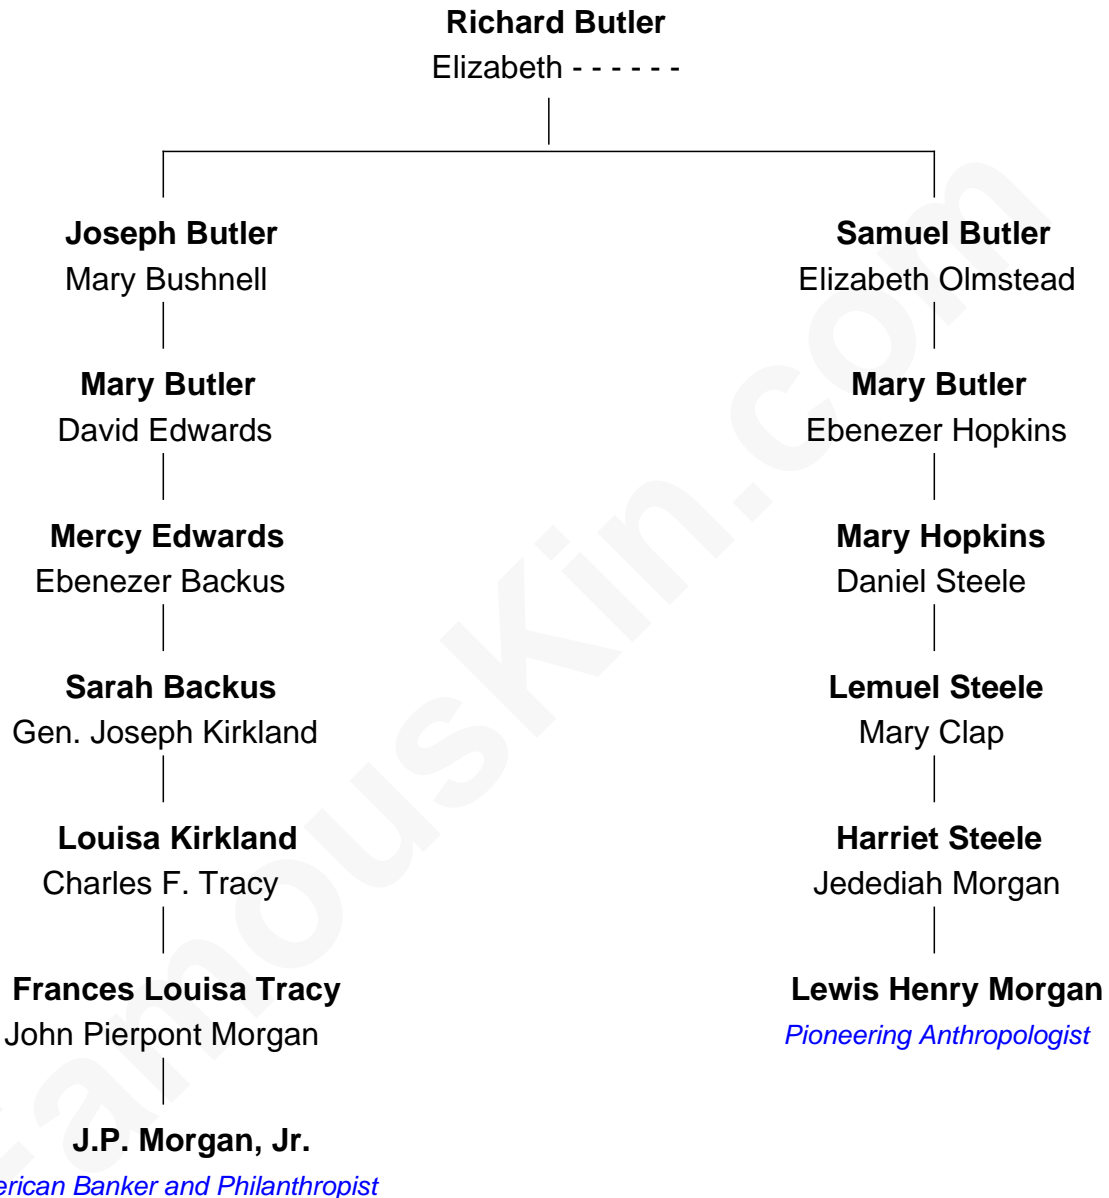 Richard Butler
Elizabeth - - - - - -
Joseph Butler
Mary Bushnell
Samuel Butler
Elizabeth Olmstead
Mary Butler
David Edwards
Mary Butler
Ebenezer Hopkins
Mercy Edwards
Ebenezer Backus
Mary Hopkins
Daniel Steele
Sarah Backus
Gen. Joseph Kirkland
Lemuel Steele
Mary Clap
Louisa Kirkland
Charles F. Tracy
Harriet Steele
Jedediah Morgan
Frances Louisa Tracy
John Pierpont Morgan
Lewis Henry Morgan
Pioneering Anthropologist
J.P. Morgan, Jr.
erican Banker and Philanthropist
FamousKin.com